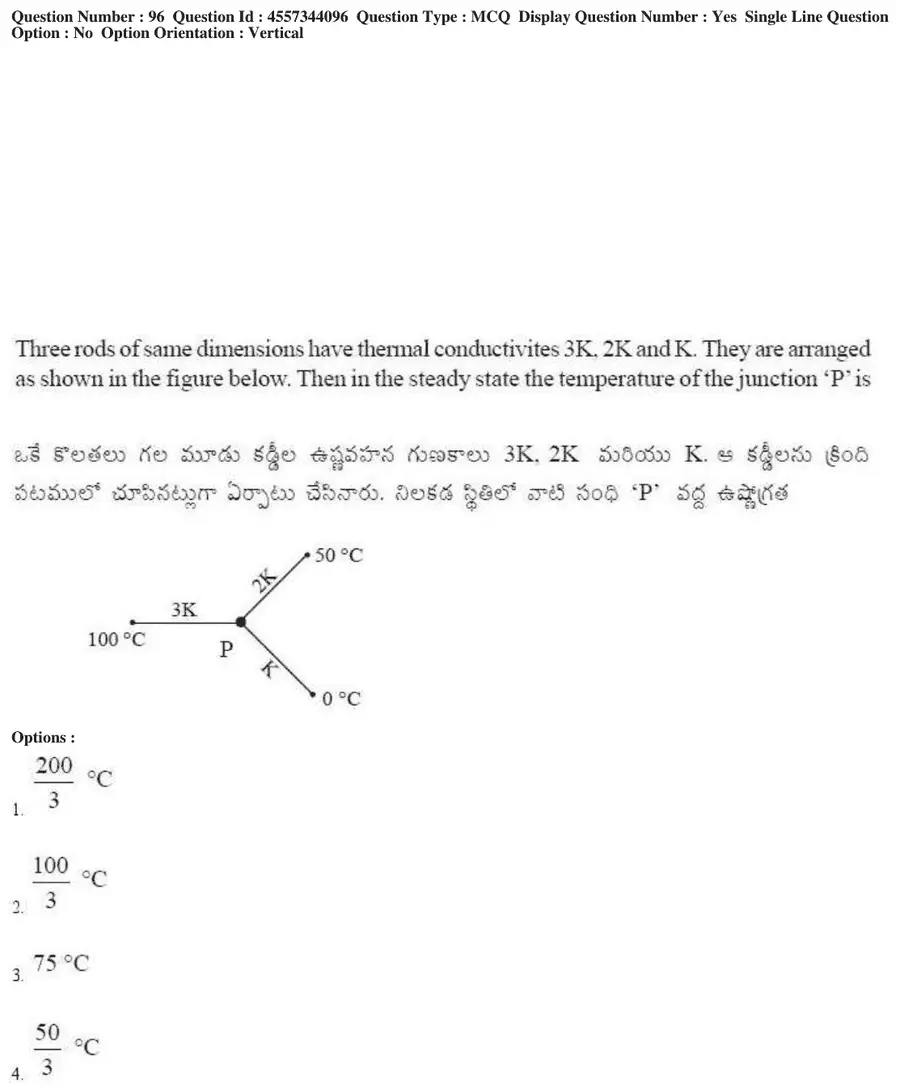 Question Number : 96 Question Id : 4557344096 Question Type : MCQ Display Question Number : Yes Single Line Question
Option : No Option Orientation : Vertical
Three rods of same dimensions have thermal conductivites 3K, 2K and K. They are arranged
as shown in the figure below. Then in the steady state the temperature of the junction ‘P’ is
ఒకే కొలతలు గల మూడు కడ్డీల ఉష్ణవహన గుణకాలు 3K, 2K మరియు K. ఆ కడ్డీలను క్రింది
పటములో చూపినట్లుగా ఏర్పాటు చేసినారు. నిలకడ స్థితిలో వాటి సంధి ‘P’ వద్ద ఉష్ణోగ్రత
50 °C
2K
3K
100 °C
P
K
0 °C
Options :
1. 200/3 °C
2. 100/3 °C
3. 75 °C
4. 50/3 °C